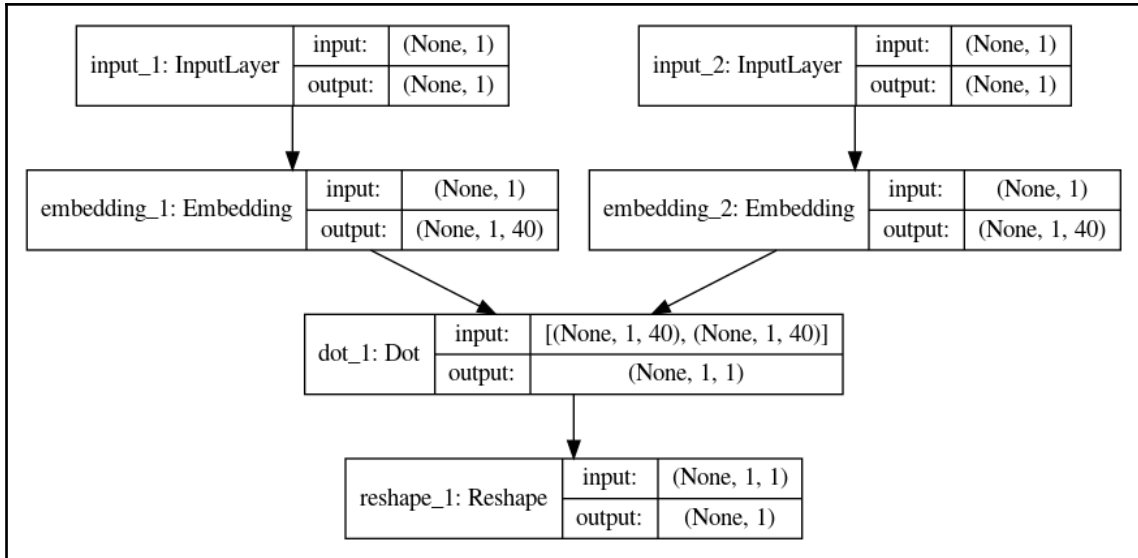 input_1: InputLayer input: (None, 1) output: (None, 1)
input_2: InputLayer input: (None, 1) output: (None, 1)
embedding_1: Embedding input: (None, 1) output: (None, 1, 40)
embedding_2: Embedding input: (None, 1) output: (None, 1, 40)
dot_1: Dot input: [(None, 1, 40), (None, 1, 40)] output: (None, 1, 1)
reshape_1: Reshape input: (None, 1, 1) output: (None, 1)